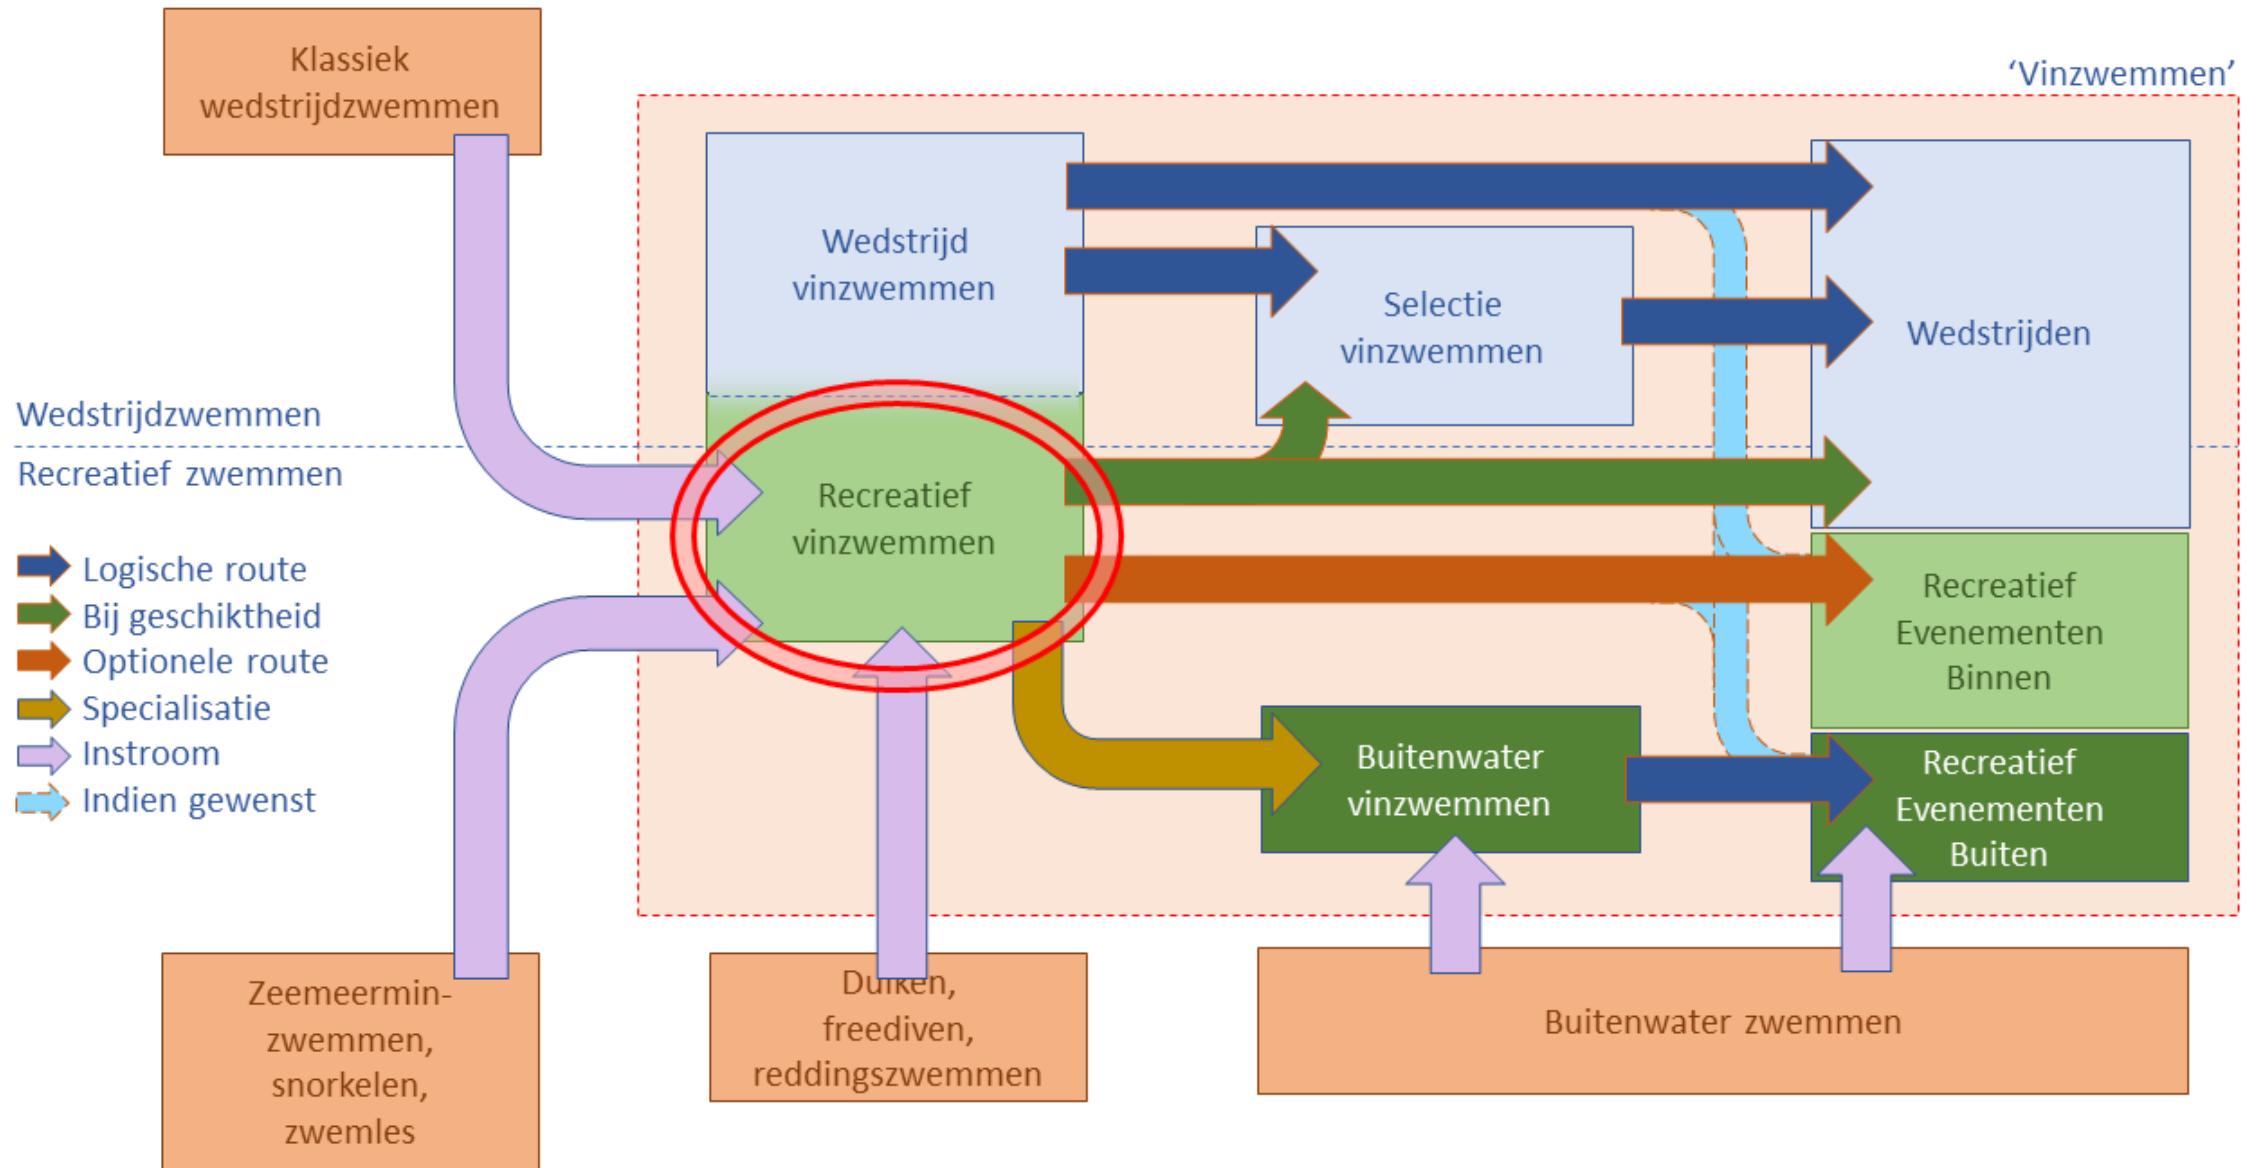 Klassiek
wedstrijdzwemmen
‘Vinzwemmen’
Wedstrijd
vinzwemmen
Selectie
vinzwemmen
Wedstrijden
Wedstrijdzwemmen
Recreatief zwemmen
Recreatief
vinzwemmen
Logische route
Bij geschiktheid
Optionele route
Specialisatie
Instroom
Indien gewenst
Recreatief
Evenementen
Binnen
Buitenwater
vinzwemmen
Recreatief
Evenementen
Buiten
Zeemeermin-
zwemmen,
snorkelen,
zwemles
Duiken,
freediven,
reddingszwemmen
Buitenwater zwemmen